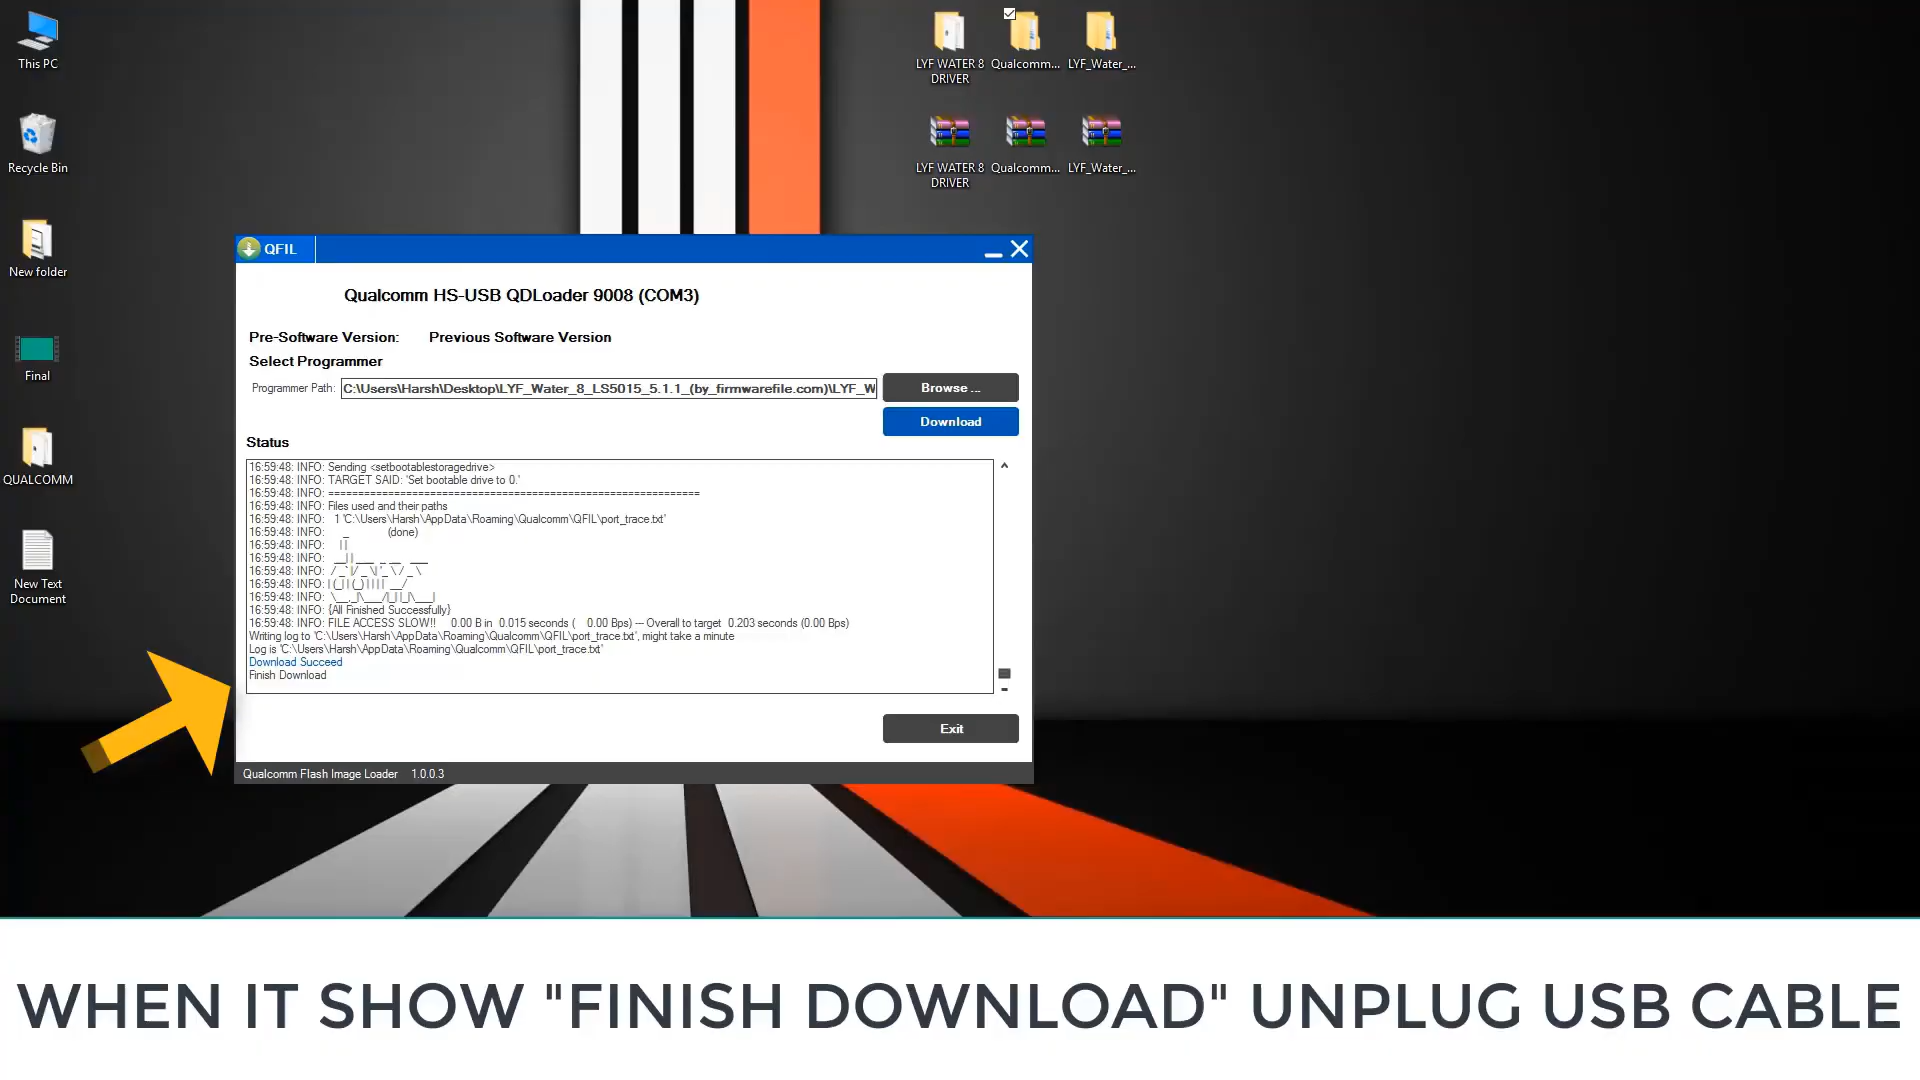 This PC
Recycle Bin
New folder
Final
QUALCOMM
New Text
Document
LYF WATER 8
DRIVER
Qualcomm...
LYF_Water_...
LYF WATER 8
DRIVER
Qualcomm...
LYF_Water_...
QFIL
Qualcomm HS-USB QDLoader 9008 (COM3)
Pre-Software Version: Previous Software Version
Select Programmer
Programmer Path: C:\Users\Harsh\Desktop\LYF_Water_8_LS5015_5.1.1_(by_firmwarefile.com)\LYF_W
Browse ...
Download
Status
16:59:48: INFO: Sending <setbootablestoragedrive>
16:59:48: INFO: TARGET SAID: 'Set bootable drive to 0.'
16:59:48: INFO: ==============================================================
16:59:48: INFO: Files used and their paths
16:59:48: INFO: 1 'C:\Users\Harsh\AppData\Roaming\Qualcomm\QFIL\port_trace.txt'
16:59:48: INFO: _ (done)
16:59:48: INFO: | |
16:59:48: INFO: __| | ___ _ __ ___
16:59:48: INFO: / _` |/ _ \| '_ \ / _ \
16:59:48: INFO: | (_| | (_) | | | | __/
16:59:48: INFO: \__,_|\___/|_| |_|\___|
16:59:48: INFO: {All Finished Successfully}
16:59:48: INFO: FILE ACCESS SLOW!! 0.00 B in 0.015 seconds ( 0.00 Bps) --- Overall to target 0.203 seconds (0.00 Bps)
Writing log to 'C:\Users\Harsh\AppData\Roaming\Qualcomm\QFIL\port_trace.txt', might take a minute
Log is 'C:\Users\Harsh\AppData\Roaming\Qualcomm\QFIL\port_trace.txt'
Download Succeed
Finish Download
Exit
Qualcomm Flash Image Loader 1.0.0.3
WHEN IT SHOW "FINISH DOWNLOAD" UNPLUG USB CABLE